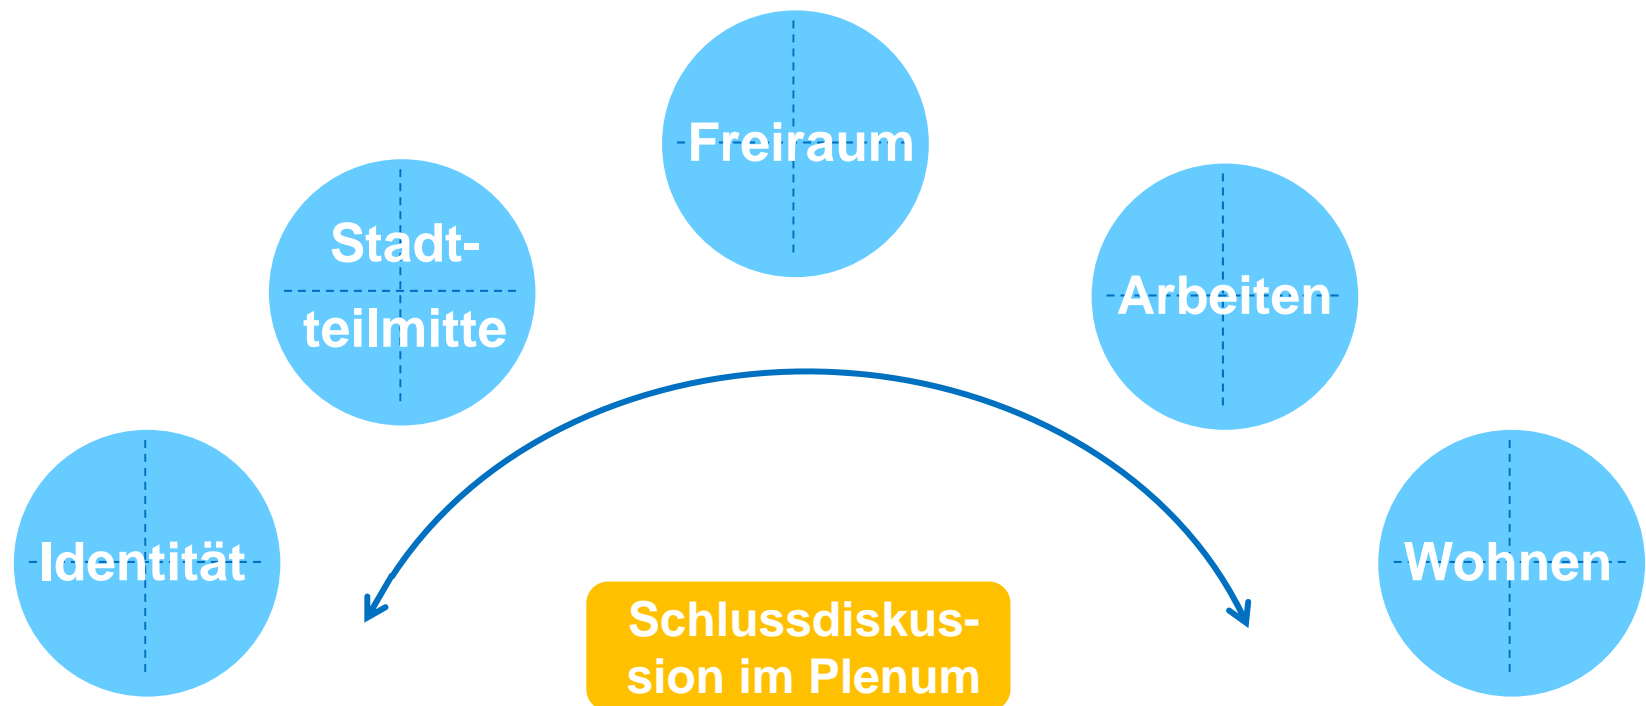 Freiraum
Stadt-
teilmitte
Arbeiten
Identität
Wohnen
Schlussdiskus-
sion im Plenum